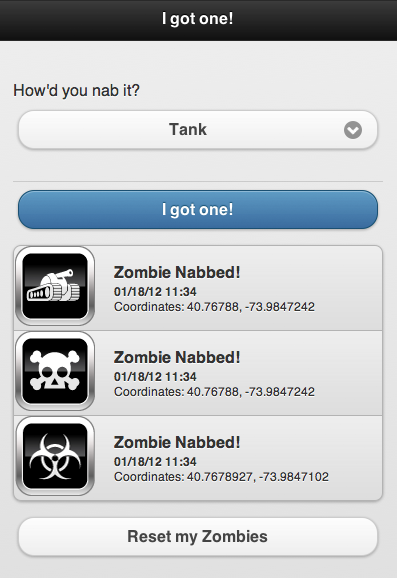 I got one!
How'd you nab it?
Tank
I got one!
Zombie Nabbed!
01/18/12 11:34
Coordinates: 40.76788, -73.9847242
Zombie Nabbed!
01/18/12 11:34
Coordinates: 40.76788, -73.9847242
Zombie Nabbed!
01/18/12 11:34
Coordinates: 40.7678927, -73.9847102
Reset my Zombies